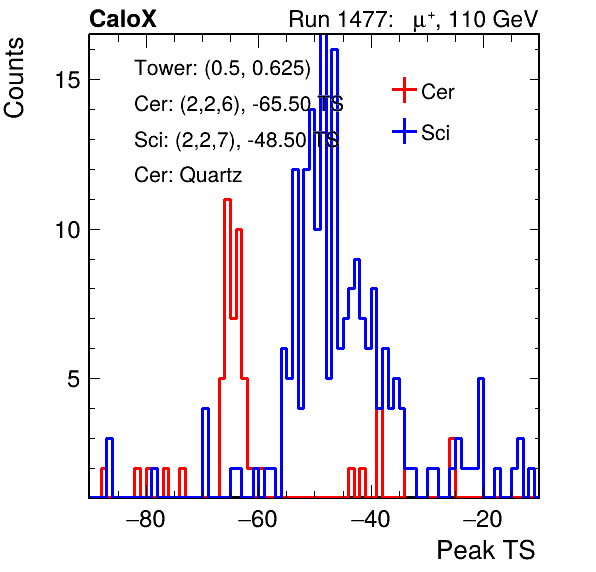 CaloX Run 1477: μ⁺, 110 GeV
Counts
Tower: (0.5, 0.625)
Cer: (2,2,6), -65.50 TS
Sci: (2,2,7), -48.50 TS
Cer: Quartz
Cer
Sci
15
10
5
−80 −60 −40 −20
Peak TS